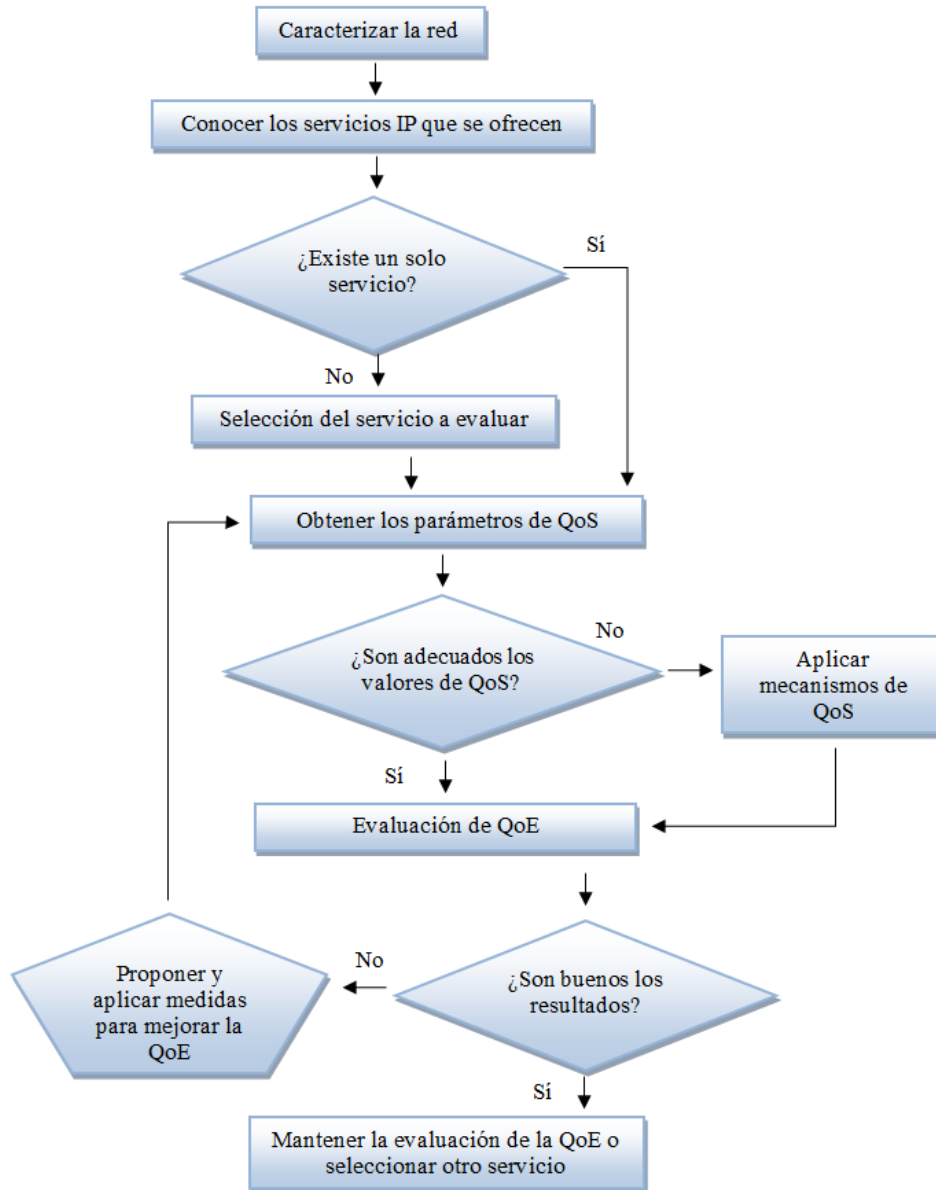 Caracterizar la red
Conocer los servicios IP que se ofrecen
¿Existe un solo
servicio?
Sí
No
Selección del servicio a evaluar
Obtener los parámetros de QoS
¿Son adecuados los
valores de QoS?
No
Aplicar
mecanismos de
QoS
Sí
Evaluación de QoE
¿Son buenos los
resultados?
No
Proponer y
aplicar medidas
para mejorar la
QoE
Sí
Mantener la evaluación de la QoE o
seleccionar otro servicio